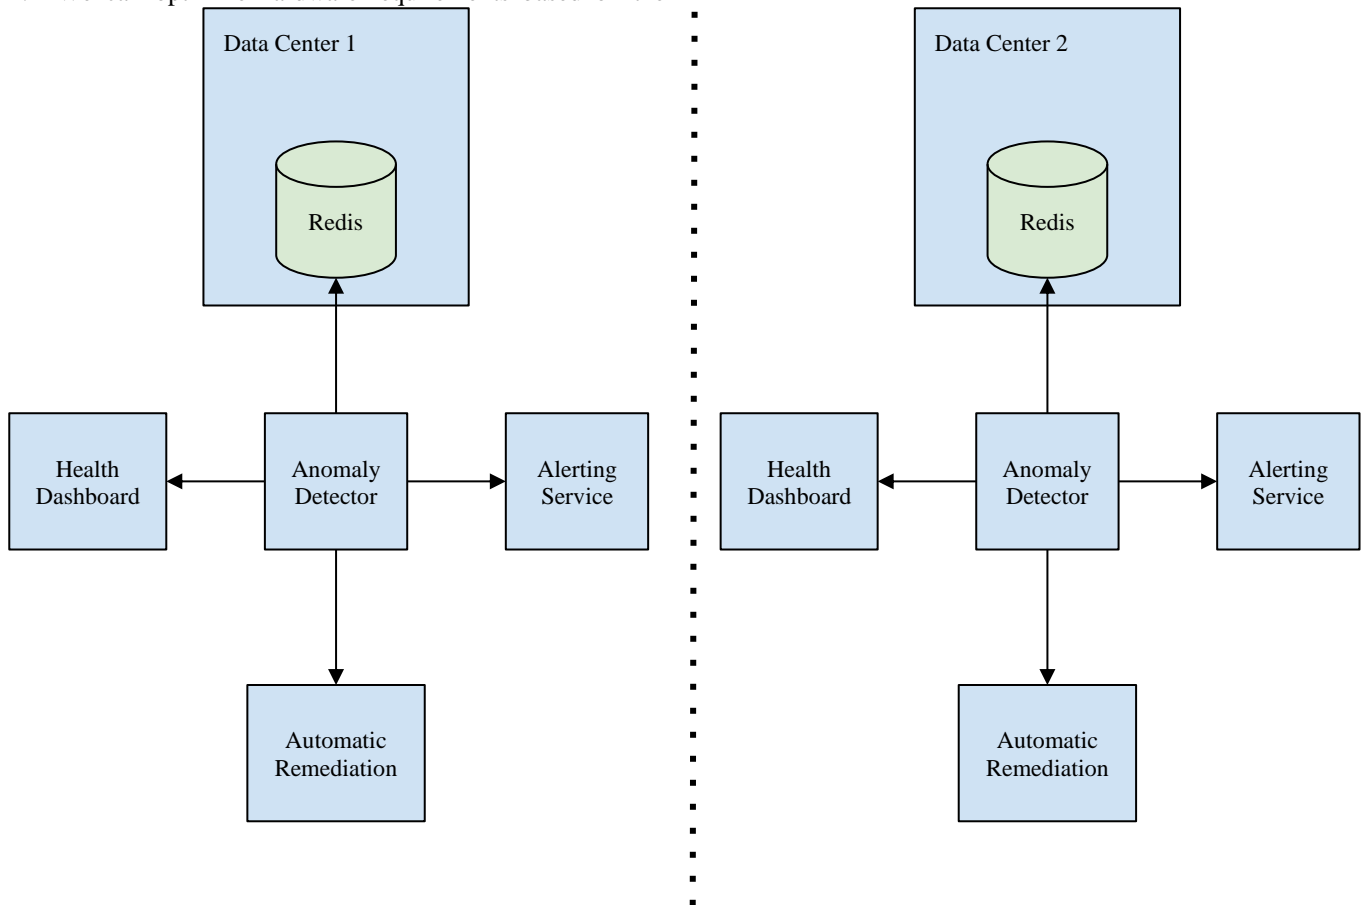 Data Center 1
Redis
Health
Dashboard
Anomaly
Detector
Alerting
Service
Automatic
Remediation
Data Center 2
Redis
Health
Dashboard
Anomaly
Detector
Alerting
Service
Automatic
Remediation